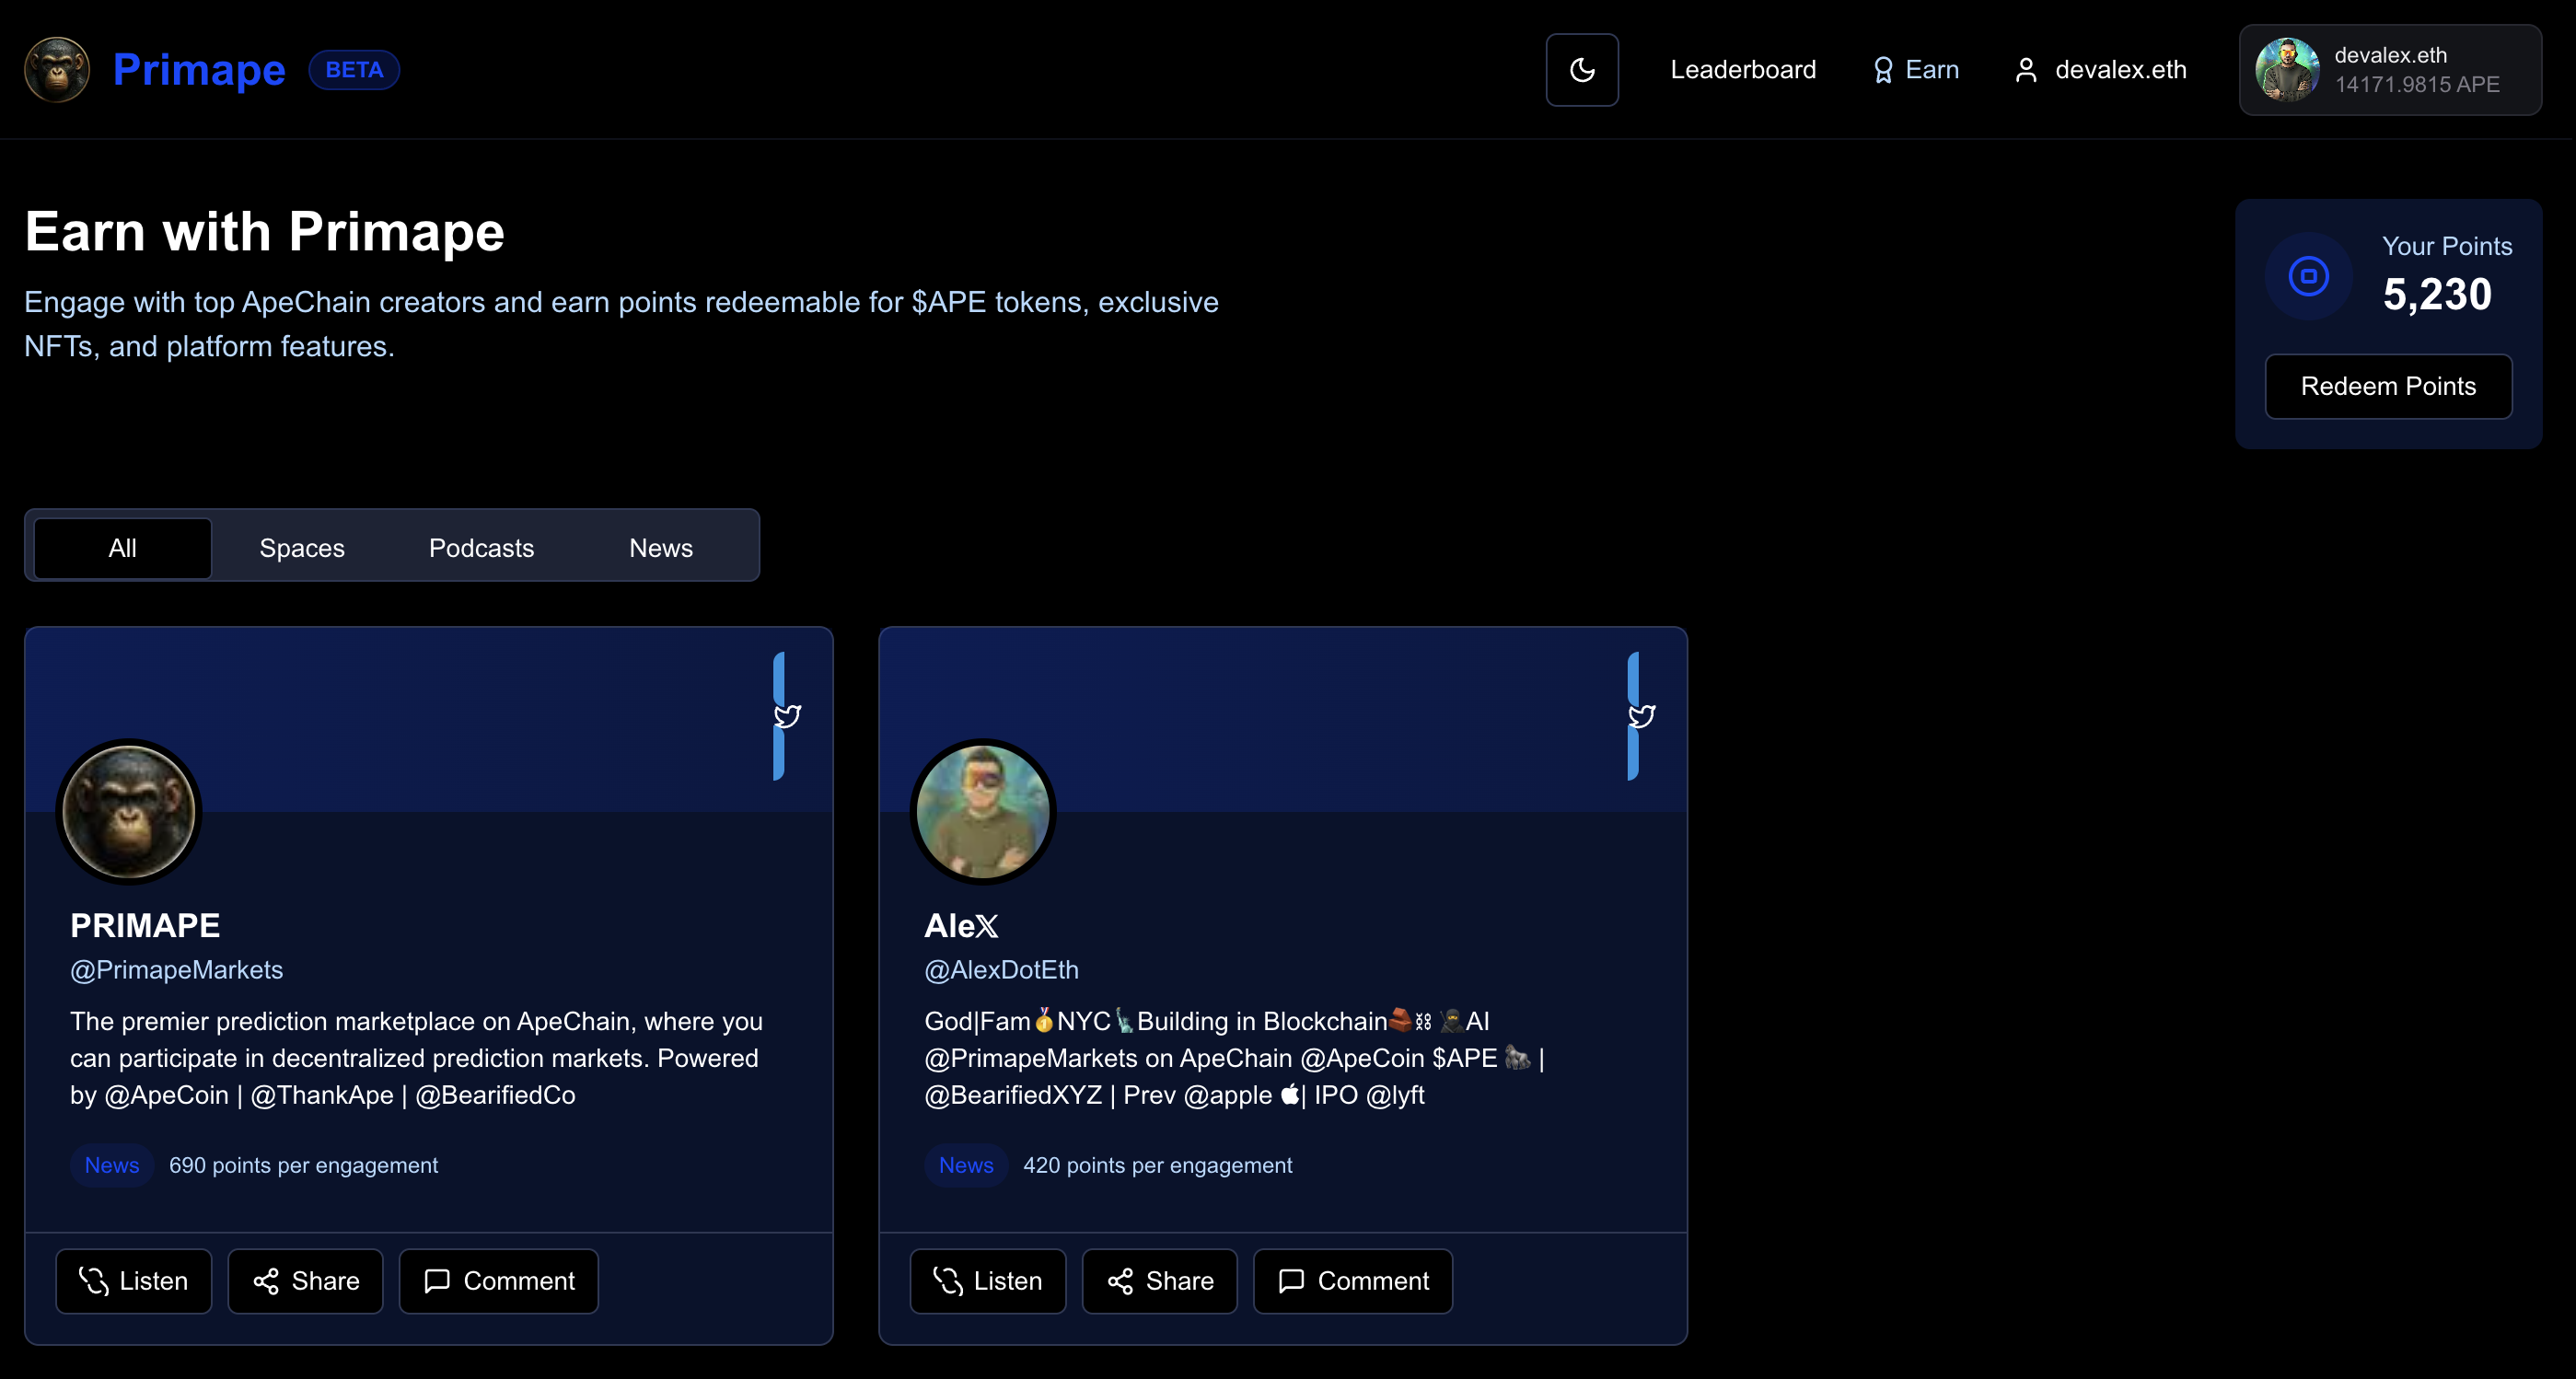 Primape BETA
Leaderboard
Earn
devalex.eth
devalex.eth
14171.9815 APE
Earn with Primape
Engage with top ApeChain creators and earn points redeemable for $APE tokens, exclusive
NFTs, and platform features.
Your Points
5,230
Redeem Points
All
Spaces
Podcasts
News
PRIMAPE
@PrimapeMarkets
The premier prediction marketplace on ApeChain, where you
can participate in decentralized prediction markets. Powered
by @ApeCoin | @ThankApe | @BearifiedCo
News 690 points per engagement
Listen
Share
Comment
Ale𝕏
@AlexDotEth
God|Fam🥇NYC🗽Building in Blockchain🧱⛓️🥷AI
@PrimapeMarkets on ApeChain @ApeCoin $APE 🦍 |
@BearifiedXYZ | Prev @apple | IPO @lyft
News 420 points per engagement
Listen
Share
Comment